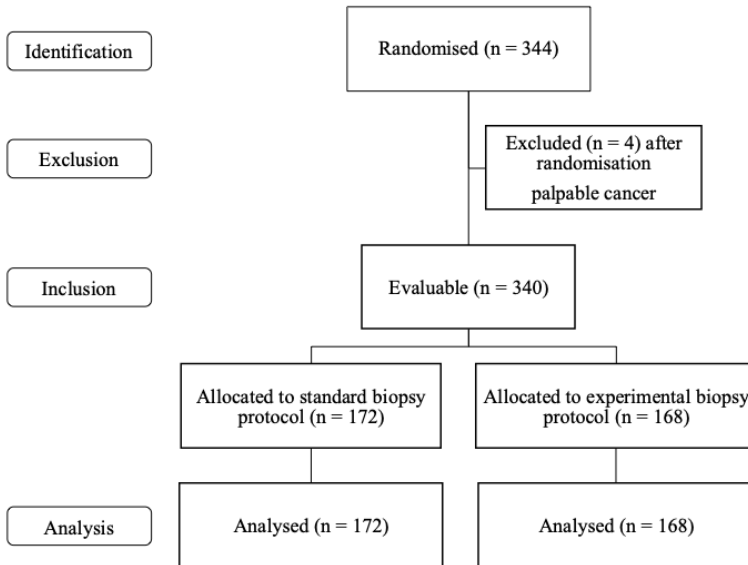 Identification
Randomised (n = 344)
Exclusion
Excluded (n = 4) after
randomisation
palpable cancer
Inclusion
Evaluable (n = 340)
Allocated to standard biopsy
protocol (n = 172)
Allocated to experimental biopsy
protocol (n = 168)
Analysis
Analysed (n = 172)
Analysed (n = 168)